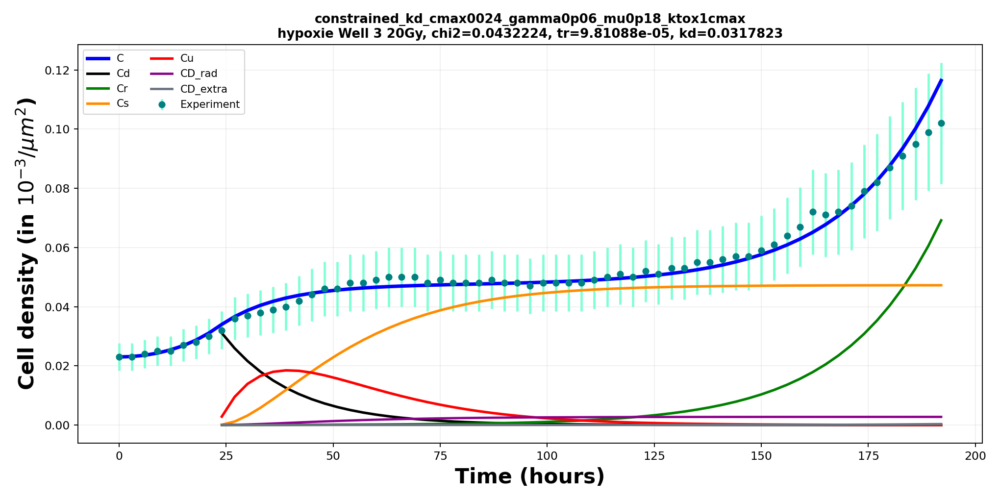 constrained_kd_cmax0024_gamma0p06_mu0p18_ktox1cmax
hypoxie Well 3 20Gy, chi2=0.0432224, tr=9.81088e-05, kd=0.0317823
C
Cd
Cr
Cs
Cu
CD_rad
CD_extra
Experiment
Cell density (in 10⁻³/μm²)
0.12
0.10
0.08
0.06
0.04
0.02
0.00
0
25
50
75
100
125
150
175
200
Time (hours)